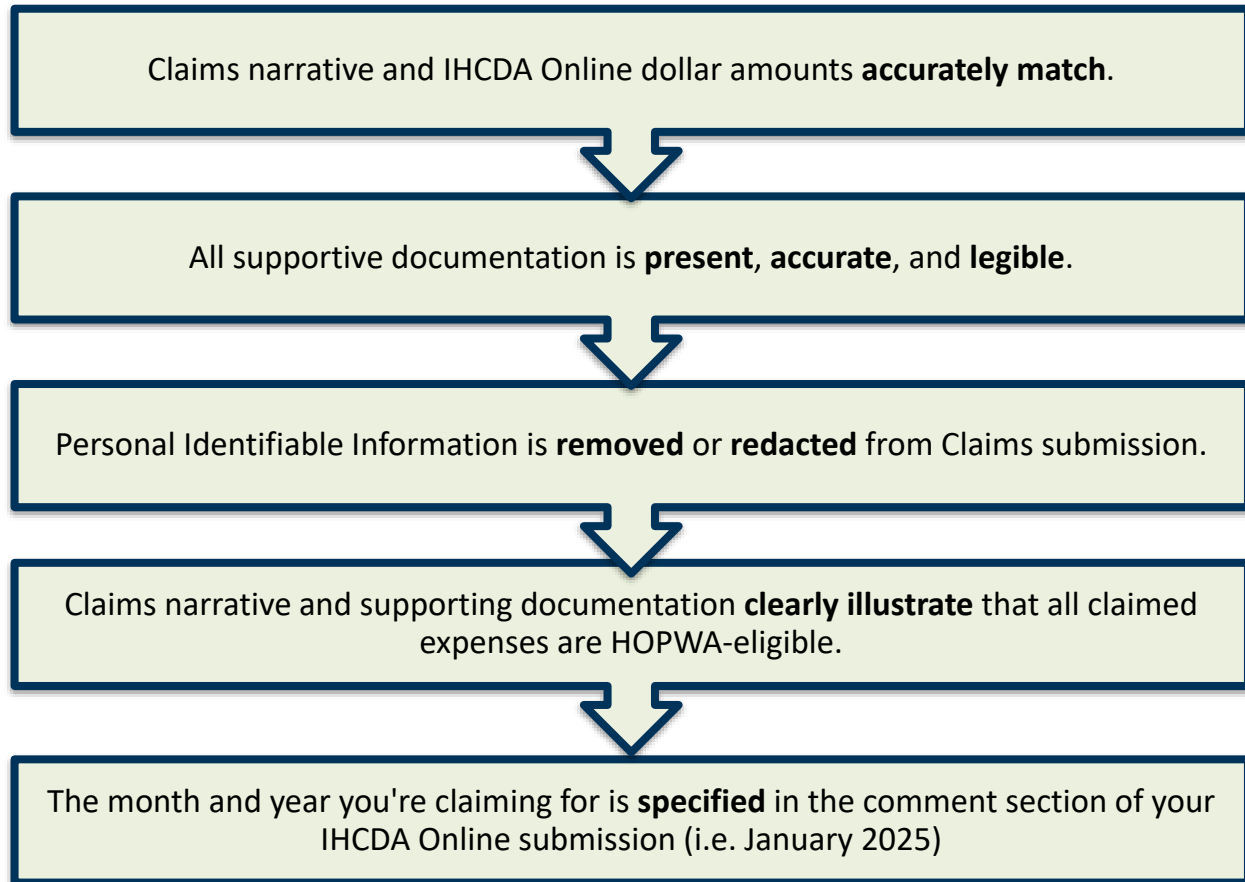 Claims narrative and IHCDA Online dollar amounts accurately match.
All supportive documentation is present, accurate, and legible.
Personal Identifiable Information is removed or redacted from Claims submission.
Claims narrative and supporting documentation clearly illustrate that all claimed
expenses are HOPWA-eligible.
The month and year you're claiming for is specified in the comment section of your
IHCDA Online submission (i.e. January 2025)